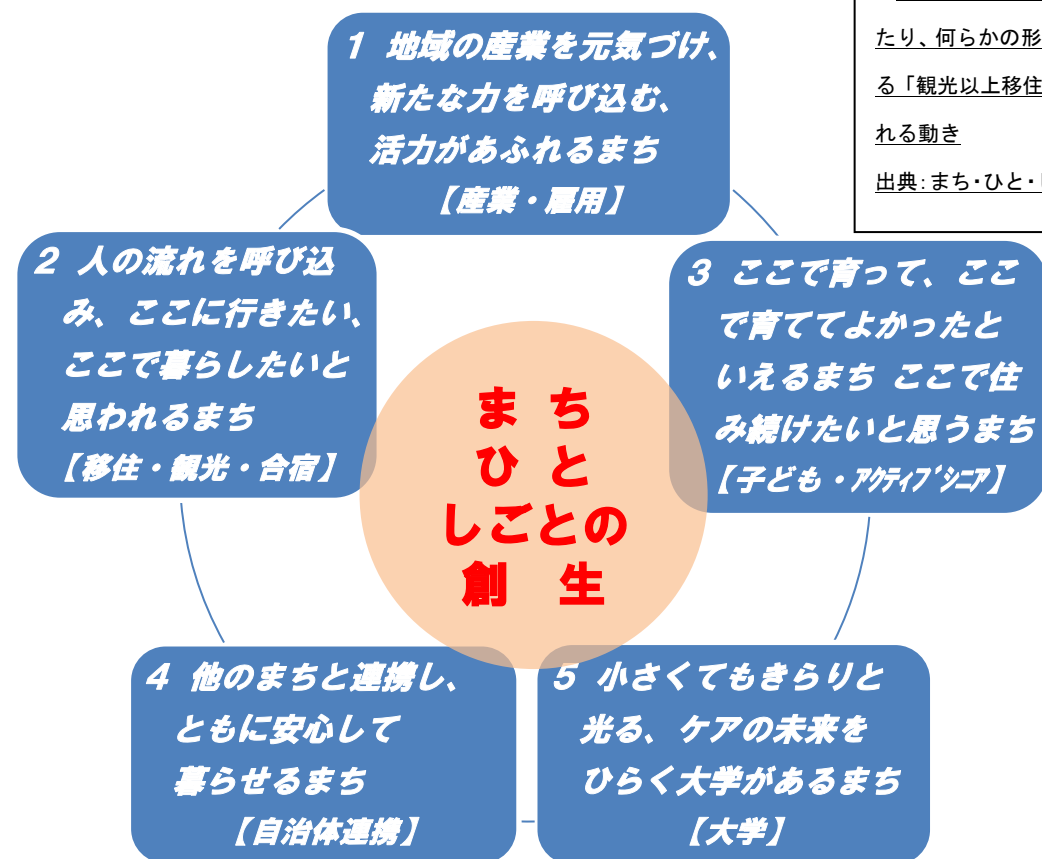 1 地域の産業を元気づけ、
新たな力を呼び込む、
活力があふれるまち
【産業・雇用】
たり、何らかの形
る「観光以上移住
れる動き
出典:まち・ひと・
2 人の流れを呼び込
み、ここに行きたい、
ここで暮らしたいと
思われるまち
【移住・観光・合宿】
3 ここで育って、ここ
で育ててよかったと
いえるまち ここで住
み続けたいと思うまち
【子ども・アクティブシニア】
まち
ひと
しごとの
創 生
4 他のまちと連携し、
ともに安心して
暮らせるまち
【自治体連携】
5 小さくてもきらりと
光る、ケアの未来を
ひらく大学があるまち
【大学】